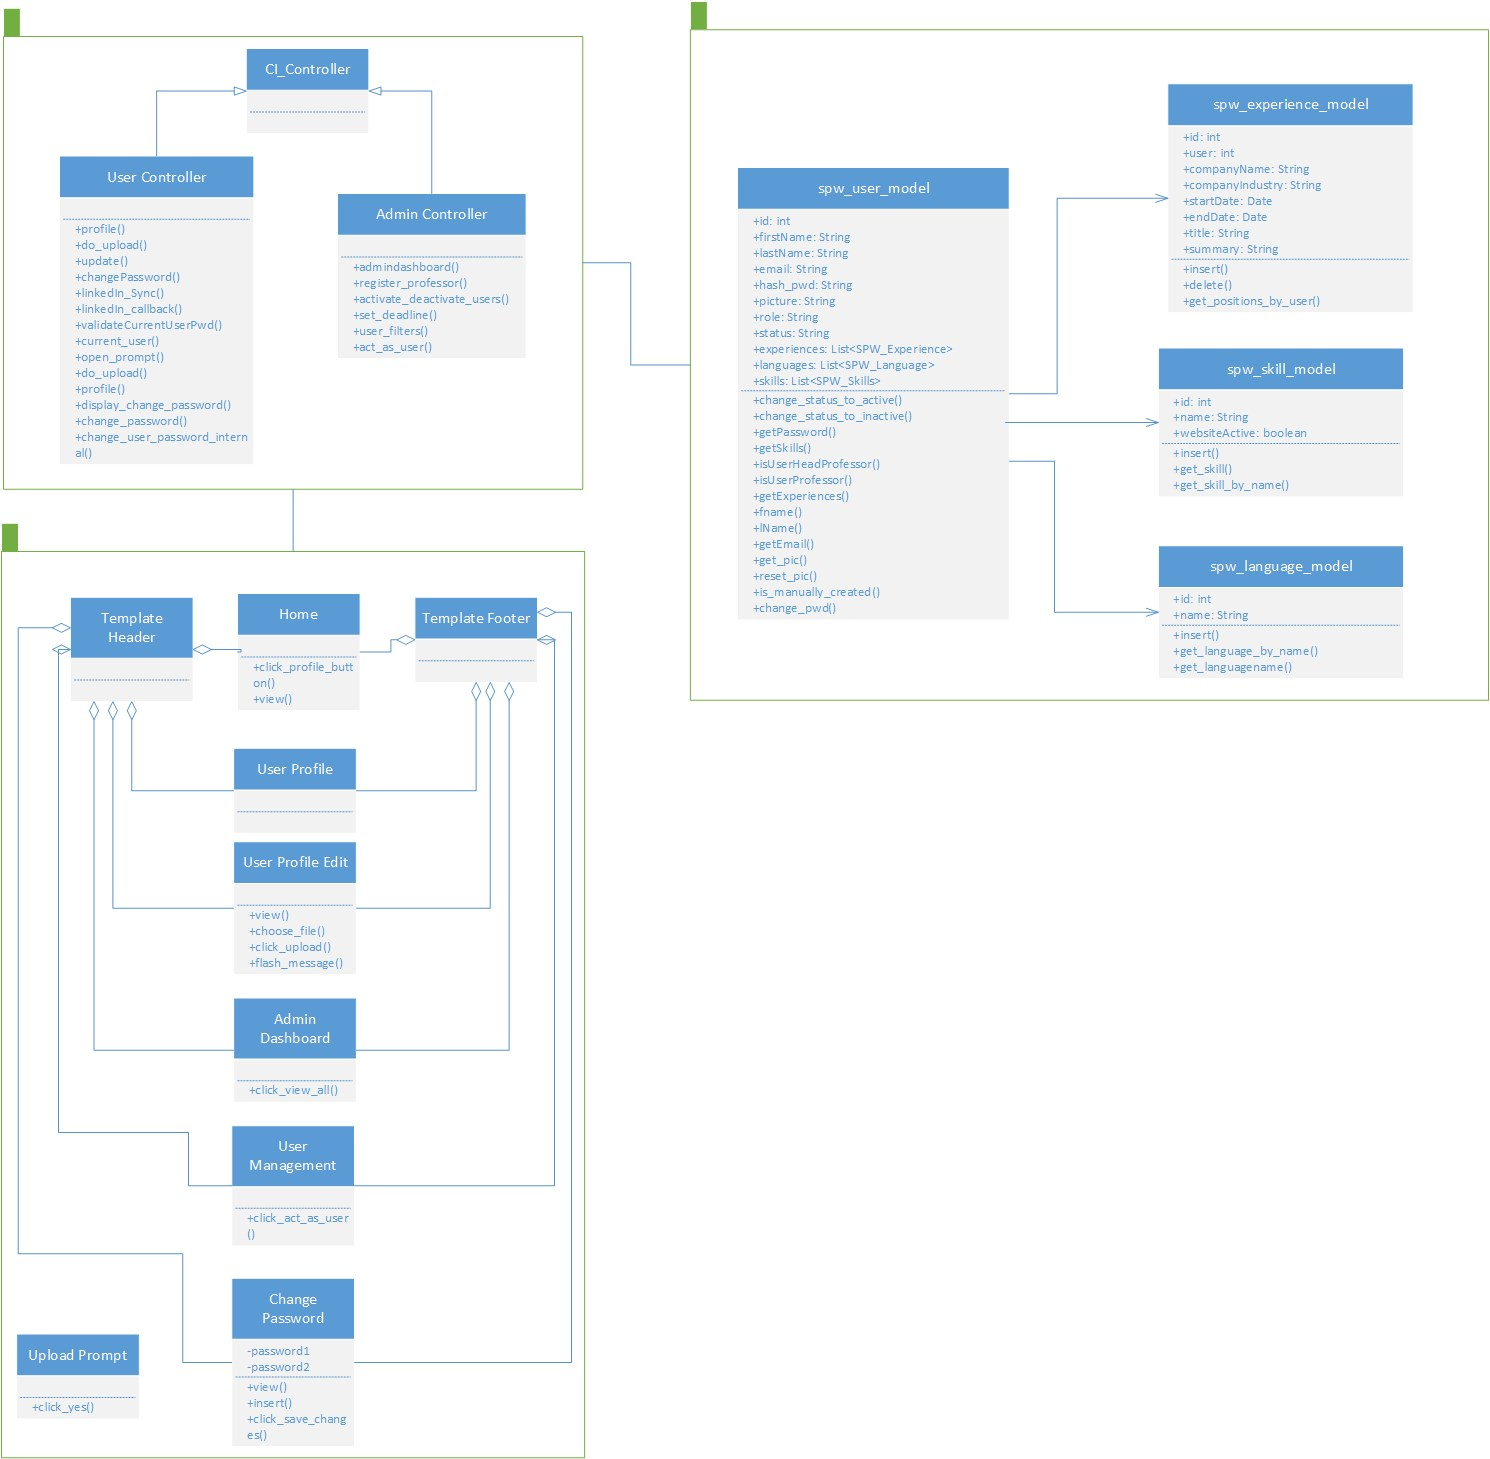 CI_Controller
User Controller
+profile()
+do_upload()
+update()
+changePassword()
+linkedIn_Sync()
+linkedIn_callback()
+validateCurrentUserPwd()
+current_user()
+open_prompt()
+do_upload()
+profile()
+display_change_password()
+change_password()
+change_user_password_intern
al()
Admin Controller
+admindashboard()
+register_professor()
+activate_deactivate_users()
+set_deadline()
+user_filters()
+act_as_user()
spw_user_model
+id: int
+firstName: String
+lastName: String
+email: String
+hash_pwd: String
+picture: String
+role: String
+status: String
+experiences: List<SPW_Experience>
+languages: List<SPW_Language>
+skills: List<SPW_Skills>
+change_status_to_active()
+change_status_to_inactive()
+getPassword()
+getSkills()
+isUserHeadProfessor()
+isUserProfessor()
+getExperiences()
+fname()
+lName()
+getEmail()
+get_pic()
+reset_pic()
+is_manually_created()
+change_pwd()
spw_experience_model
+id: int
+user: int
+companyName: String
+companyIndustry: String
+startDate: Date
+endDate: Date
+title: String
+summary: String
+insert()
+delete()
+get_positions_by_user()
spw_skill_model
+id: int
+name: String
+websiteActive: boolean
+insert()
+get_skill()
+get_skill_by_name()
spw_language_model
+id: int
+name: String
+insert()
+get_language_by_name()
+get_languagename()
Template
Header
Home
+click_profile_butt
on()
+view()
Template Footer
User Profile
User Profile Edit
+view()
+choose_file()
+click_upload()
+flash_message()
Admin
Dashboard
+click_view_all()
User
Management
+click_act_as_user
()
Change
Password
-password1
-password2
+view()
+insert()
+click_save_chang
es()
Upload Prompt
+click_yes()